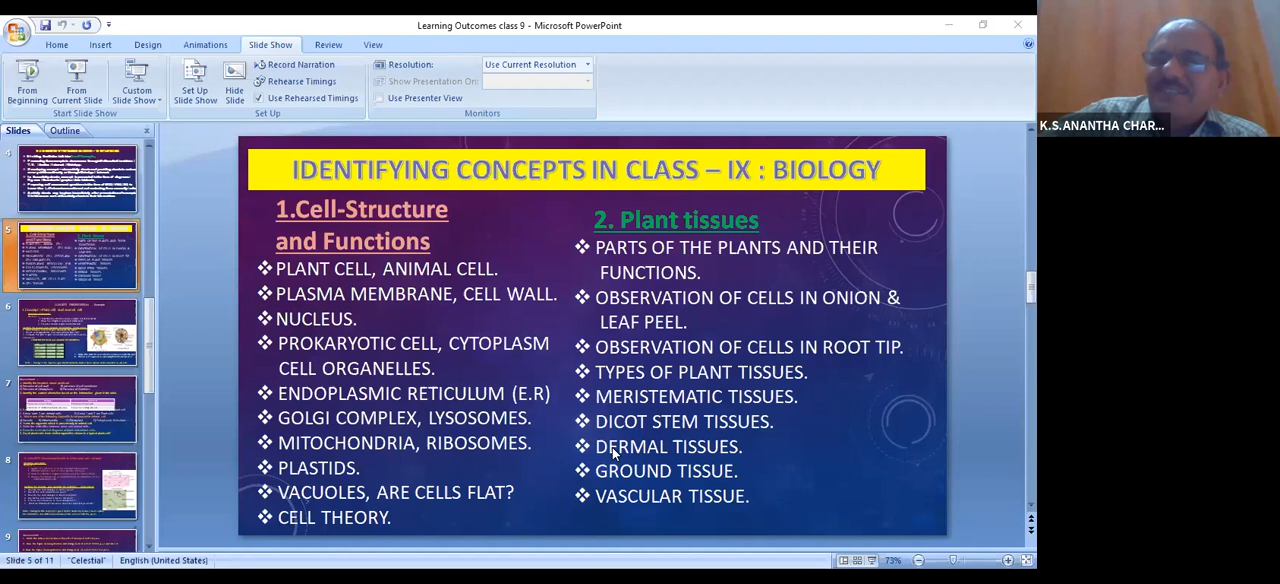 Learning Outcomes class 9 - Microsoft PowerPoint
Home Insert Design Animations Slide Show Review View
From Beginning
From Current Slide
Custom Slide Show
Start Slide Show
Set Up Slide Show
Hide Slide
Record Narration
Rehearse Timings
Use Rehearsed Timings
Set Up
Resolution: Use Current Resolution
Show Presentation On:
Use Presenter View
Monitors
K.S.ANANTHA CHAR...
Slides Outline
4
5
6
7
8
9
IDENTIFYING CONCEPTS IN CLASS – IX : BIOLOGY
1.Cell-Structure
and Functions
❖ PLANT CELL, ANIMAL CELL.
❖ PLASMA MEMBRANE, CELL WALL.
❖ NUCLEUS.
❖ PROKARYOTIC CELL, CYTOPLASM
CELL ORGANELLES.
❖ ENDOPLASMIC RETICULUM (E.R)
❖ GOLGI COMPLEX, LYSOSOMES.
❖ MITOCHONDRIA, RIBOSOMES.
❖ PLASTIDS.
❖ VACUOLES, ARE CELLS FLAT?
❖ CELL THEORY.
2. Plant tissues
❖ PARTS OF THE PLANTS AND THEIR
FUNCTIONS.
❖ OBSERVATION OF CELLS IN ONION &
LEAF PEEL.
❖ OBSERVATION OF CELLS IN ROOT TIP.
❖ TYPES OF PLANT TISSUES.
❖ MERISTEMATIC TISSUES.
❖ DICOT STEM TISSUES.
❖ DERMAL TISSUES.
❖ GROUND TISSUE.
❖ VASCULAR TISSUE.
Slide 5 of 11 "Celestial" English (United States) 73%